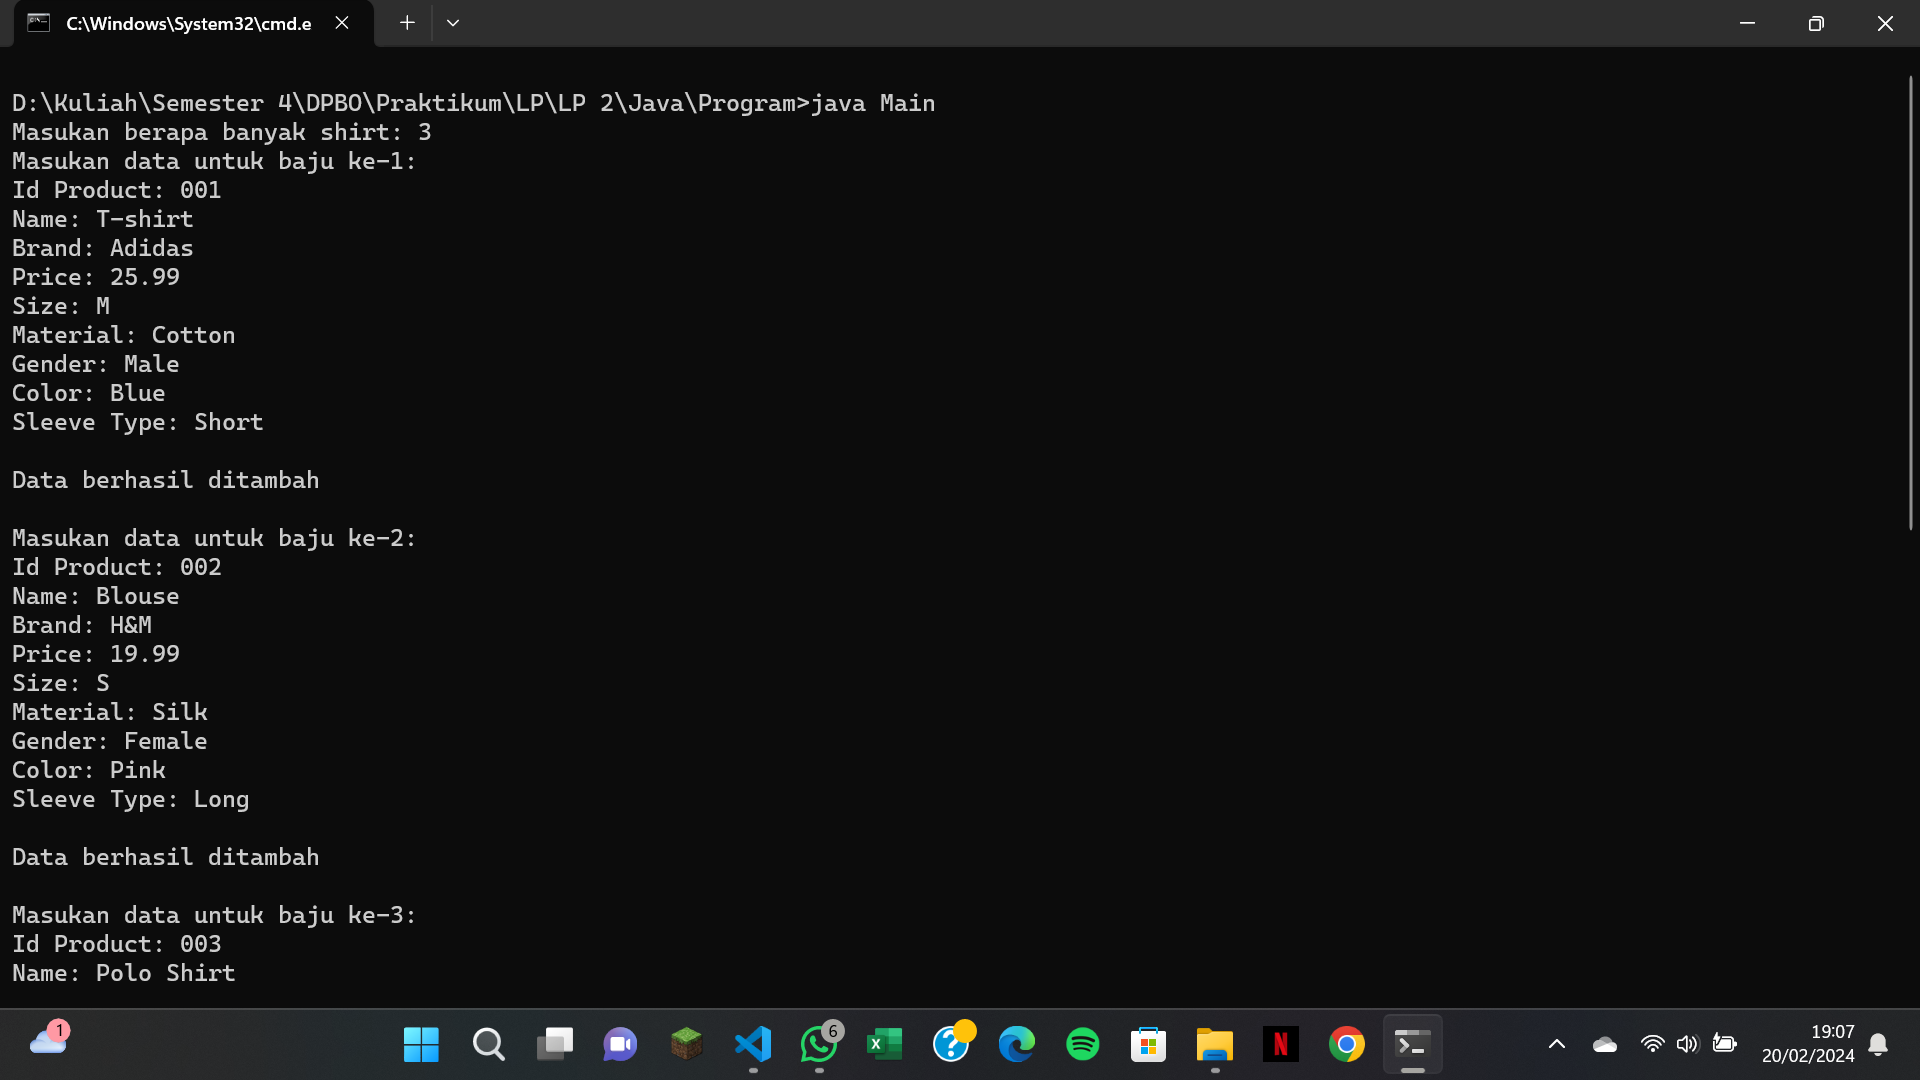 C:\Windows\System32\cmd.e
D:\Kuliah\Semester 4\DPBO\Praktikum\LP\LP 2\Java\Program>java Main
Masukan berapa banyak shirt: 3
Masukan data untuk baju ke-1:
Id Product: 001
Name: T-shirt
Brand: Adidas
Price: 25.99
Size: M
Material: Cotton
Gender: Male
Color: Blue
Sleeve Type: Short
Data berhasil ditambah
Masukan data untuk baju ke-2:
Id Product: 002
Name: Blouse
Brand: H&M
Price: 19.99
Size: S
Material: Silk
Gender: Female
Color: Pink
Sleeve Type: Long
Data berhasil ditambah
Masukan data untuk baju ke-3:
Id Product: 003
Name: Polo Shirt
1
6
19:07
20/02/2024